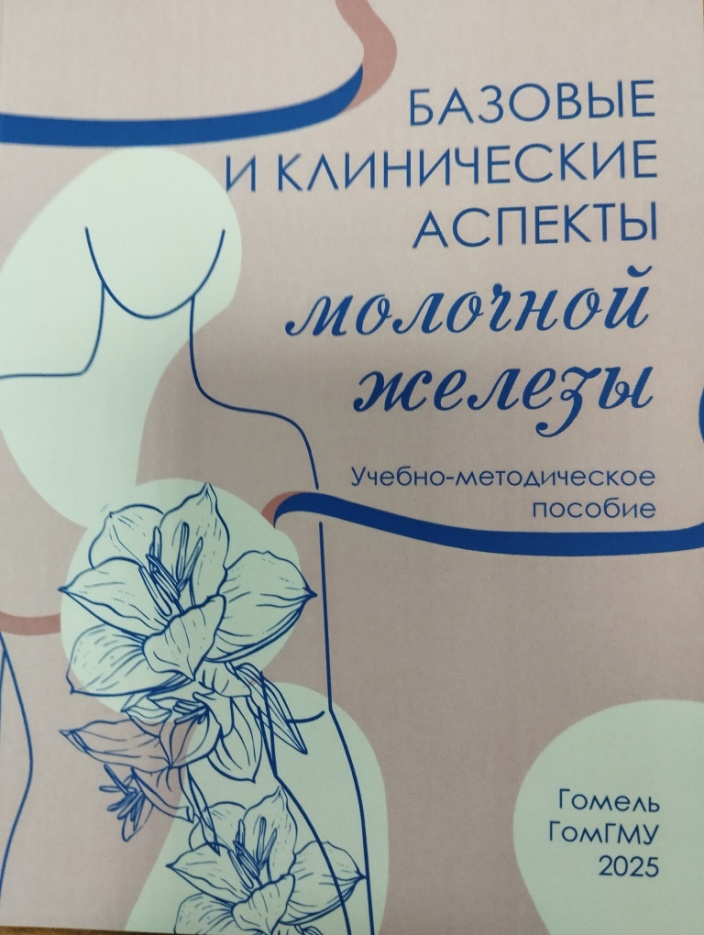 БАЗОВЫЕ
И КЛИНИЧЕСКИЕ
АСПЕКТЫ
молочной
железы
Учебно-методическое
пособие
Гомель
ГомГМУ
2025